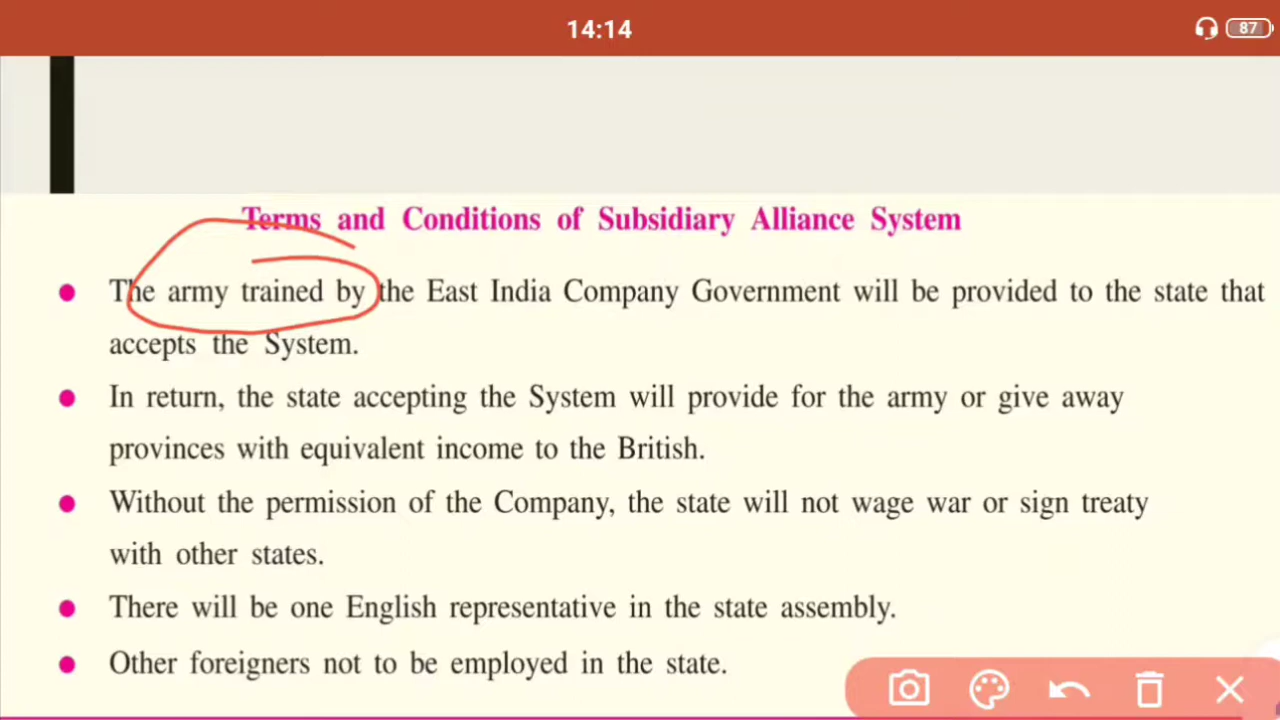 14:14
87
Terms and Conditions of Subsidiary Alliance System
The army trained by the East India Company Government will be provided to the state that
accepts the System.
In return, the state accepting the System will provide for the army or give away
provinces with equivalent income to the British.
Without the permission of the Company, the state will not wage war or sign treaty
with other states.
There will be one English representative in the state assembly.
Other foreigners not to be employed in the state.